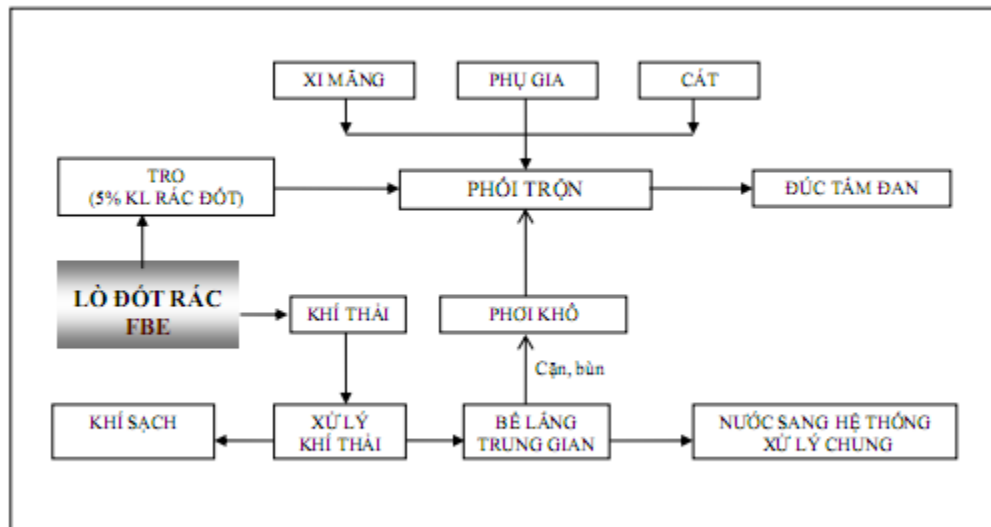 XI MĂNG
PHỤ GIA
CÁT
TRO
(5% KL RÁC ĐỐT)
PHỐI TRỘN
ĐÚC TẤM ĐAN
LÒ ĐỐT RÁC
FBE
KHÍ THẢI
PHƠI KHÔ
Cặn, bùn
KHÍ SẠCH
XỬ LÝ
KHÍ THẢI
BỂ LẮNG
TRUNG GIAN
NƯỚC SANG HỆ THỐNG
XỬ LÝ CHUNG